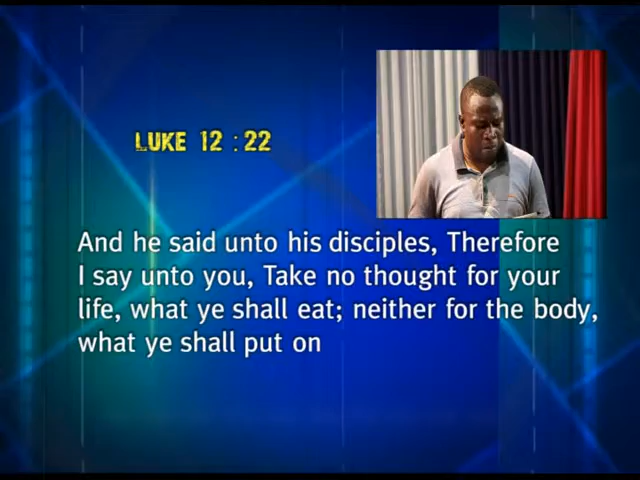 LUKE 12 : 22
And he said unto his disciples, Therefore
I say unto you, Take no thought for your
life, what ye shall eat; neither for the body,
what ye shall put on